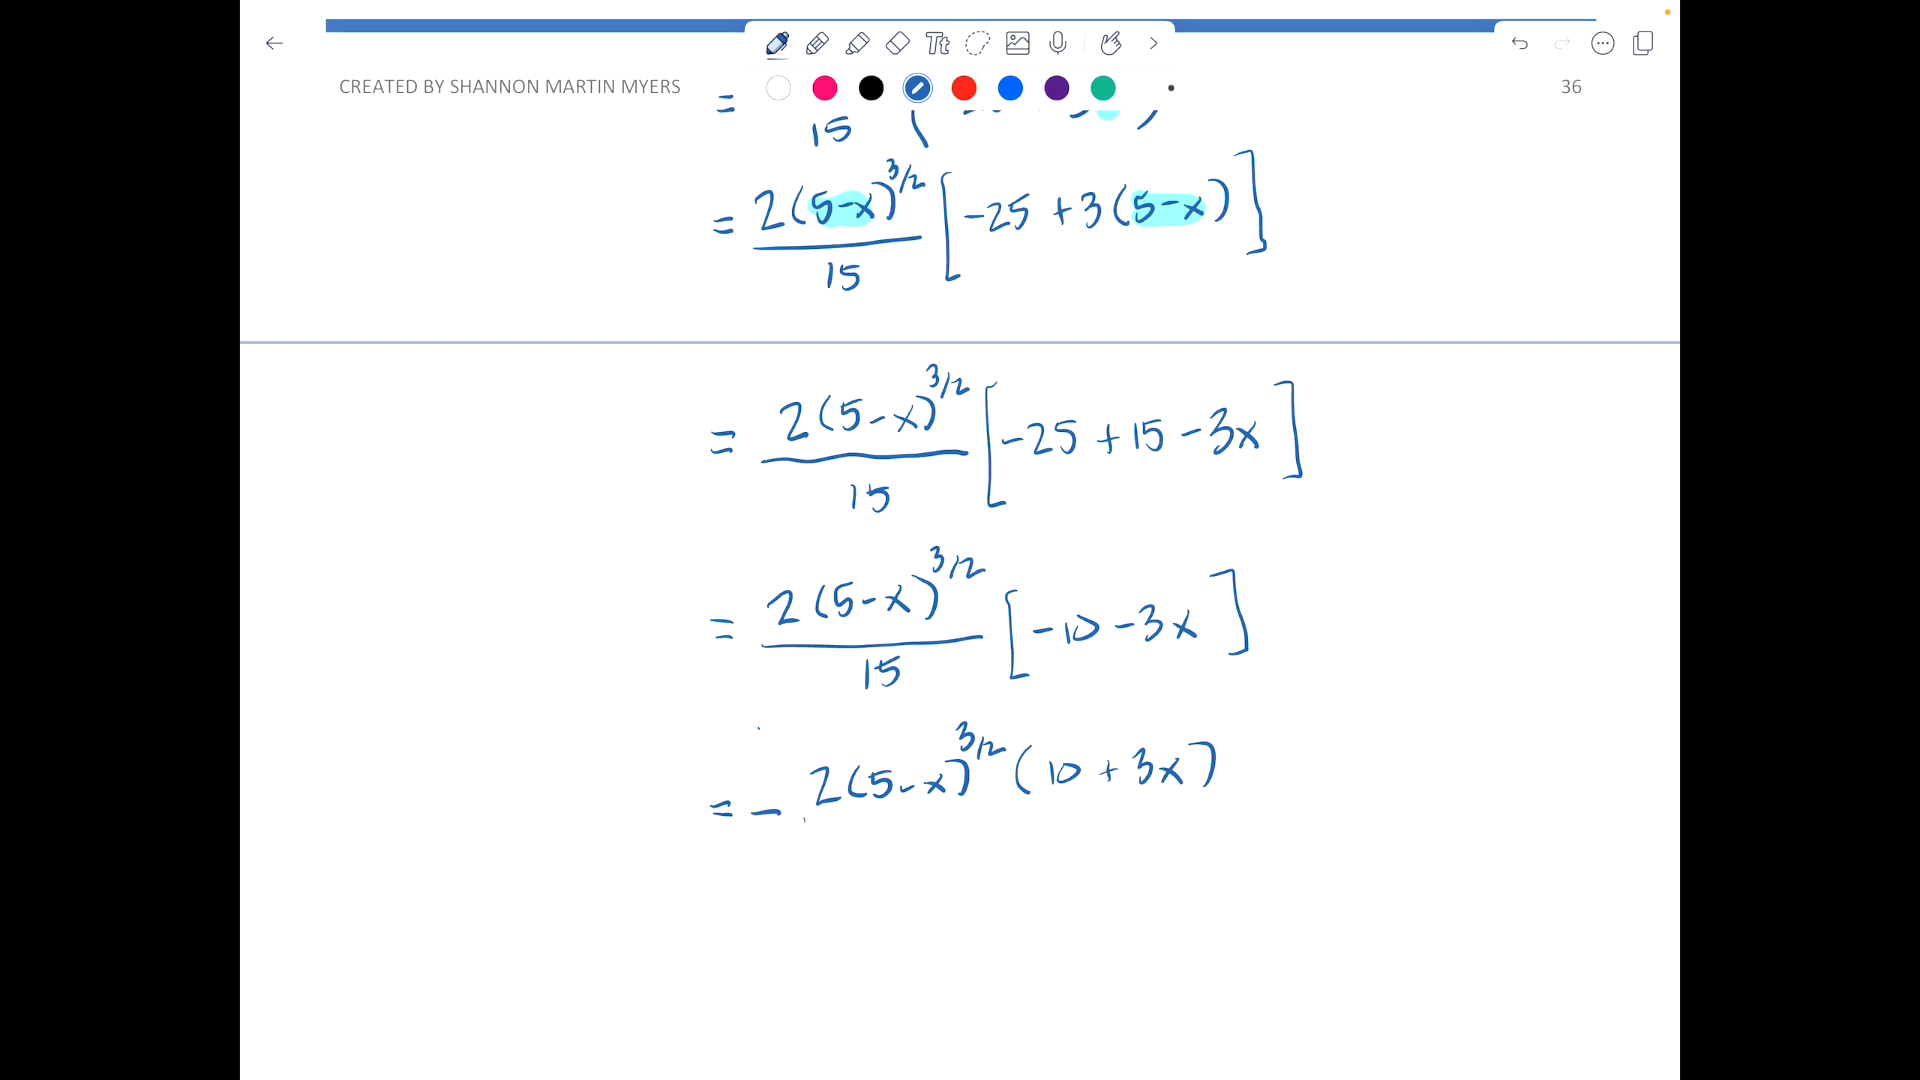 Tt
CREATED BY SHANNON MARTIN MYERS
36
= 15 (
= 2(5-x)^3/2 / 15 [-25 + 3(5-x)]
= 2(5-x)^3/2 / 15 [-25 + 15 - 3x]
= 2(5-x)^3/2 / 15 [-10 - 3x]
= - 2(5-x)^3/2 (10 + 3x)